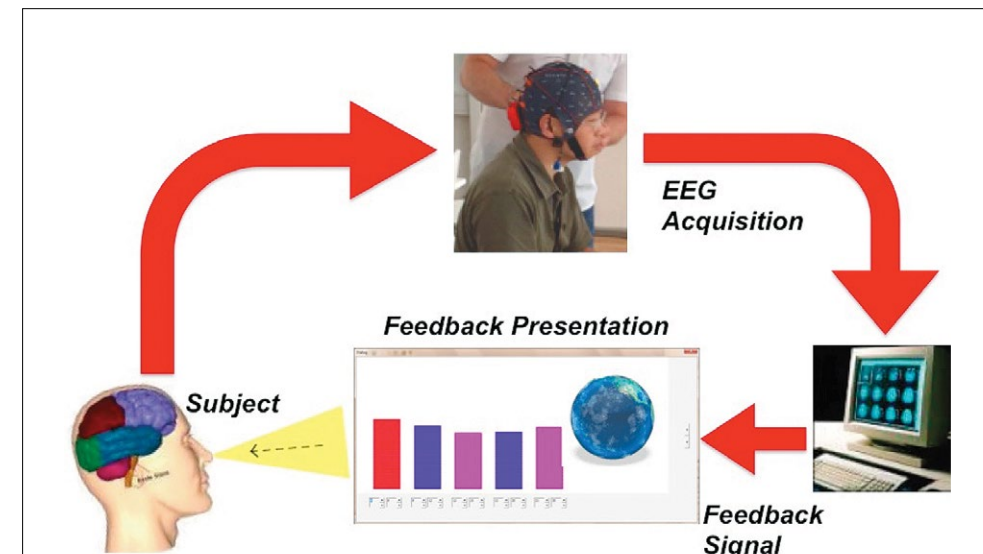 EEG
Acquisition
Feedback Presentation
Subject
Feedback
Signal